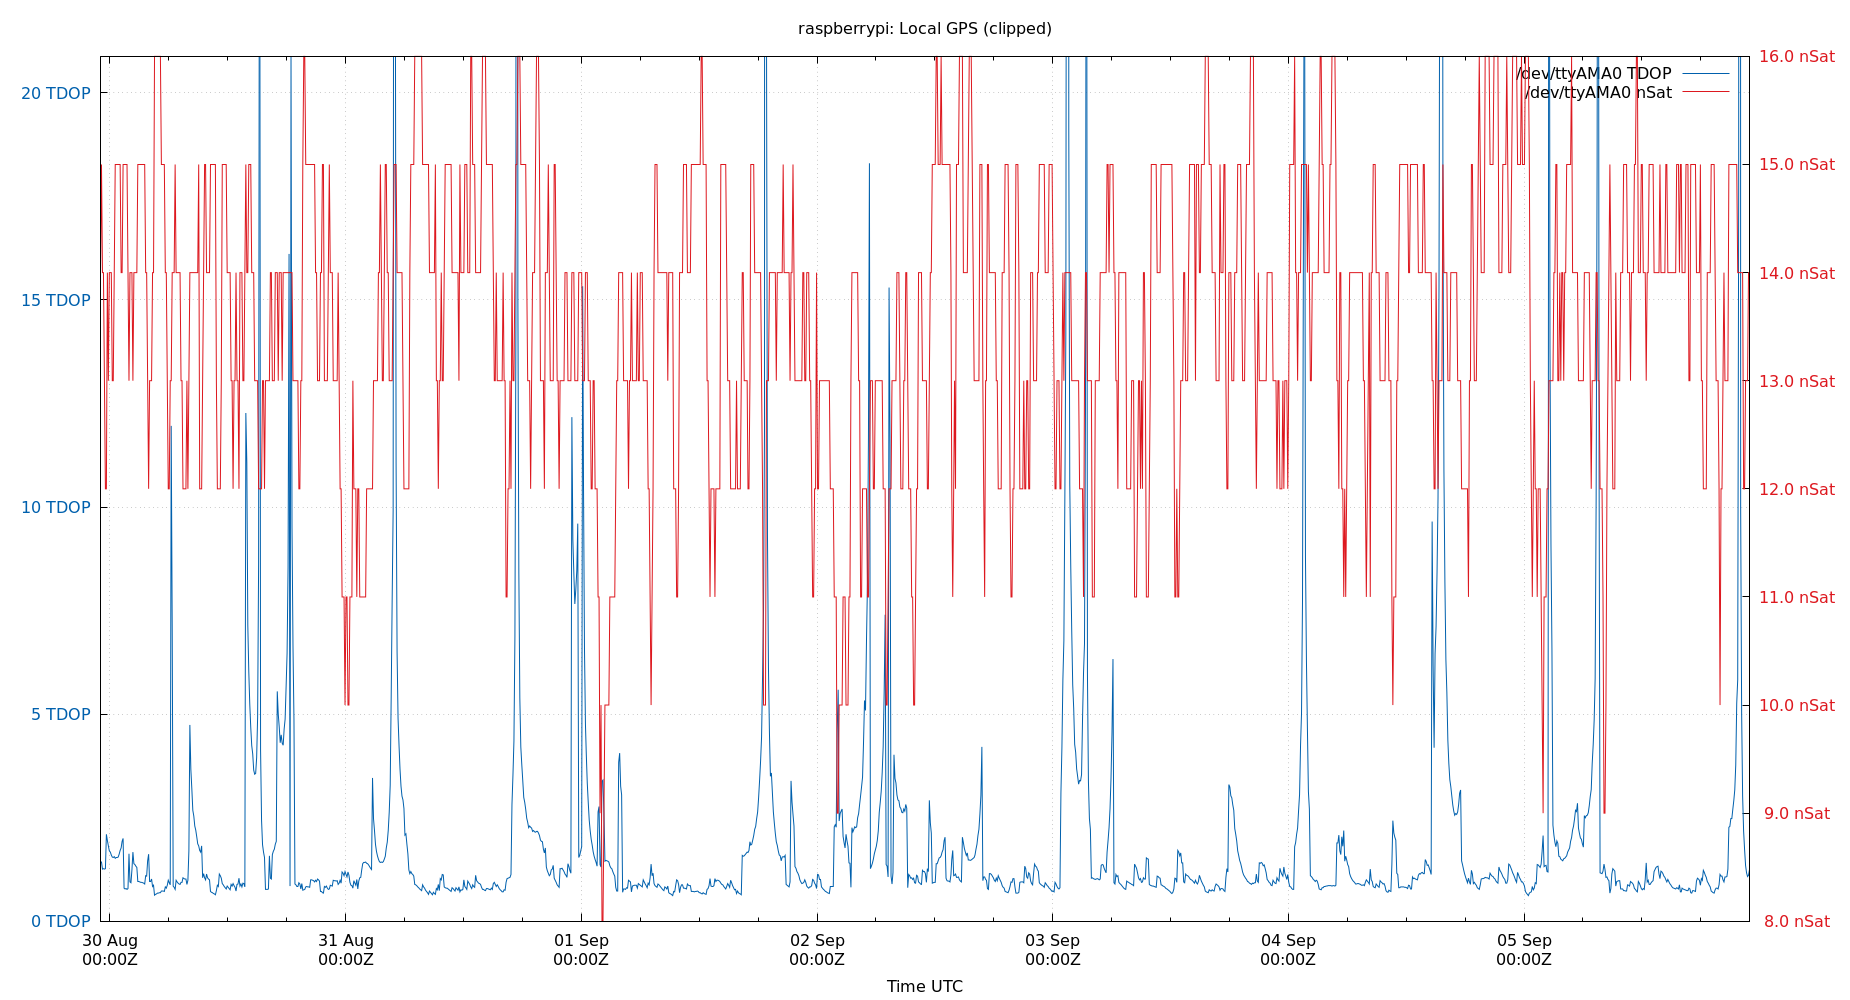 raspberrypi: Local GPS (clipped)
/dev/ttyAMA0 TDOP
/dev/ttyAMA0 nSat
20 TDOP
15 TDOP
10 TDOP
5 TDOP
0 TDOP
16.0 nSat
15.0 nSat
14.0 nSat
13.0 nSat
12.0 nSat
11.0 nSat
10.0 nSat
9.0 nSat
8.0 nSat
30 Aug
00:00Z
31 Aug
00:00Z
01 Sep
00:00Z
02 Sep
00:00Z
03 Sep
00:00Z
04 Sep
00:00Z
05 Sep
00:00Z
Time UTC